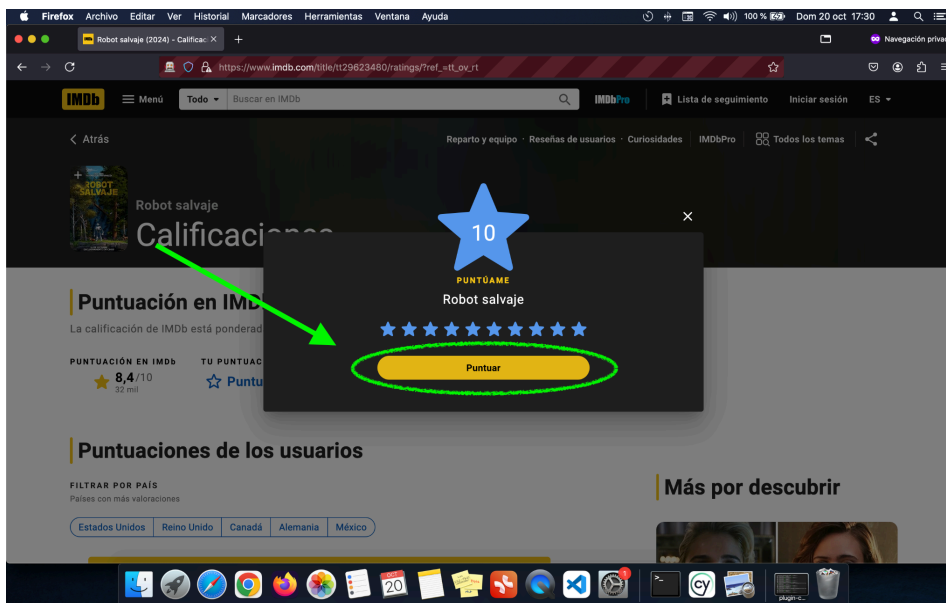 Firefox Archivo Editar Ver Historial Marcadores Herramientas Ventana Ayuda 100 % Dom 20 oct 17:30
Robot salvaje (2024) - Calificac
Navegación priva
https://www.imdb.com/title/tt29623480/ratings/?ref_=tt_ov_rt
IMDb Menú Todo Buscar en IMDb IMDbPro Lista de seguimiento Iniciar sesión ES
Atrás Reparto y equipo · Reseñas de usuarios · Curiosidades IMDbPro Todos los temas
ROBOT SALVAJE
Robot salvaje
Calificaciones
10
PUNTÚAME
Robot salvaje
Puntuar
Puntuación en IMDb
La calificación de IMDb está ponderad
PUNTUACIÓN EN IMDb TU PUNTUAC
8,4/10 Puntu
32 mil
Puntuaciones de los usuarios
FILTRAR POR PAÍS
Países con más valoraciones
Estados Unidos Reino Unido Canadá Alemania México
Más por descubrir
OCT
20
1
cy
plugin-c...